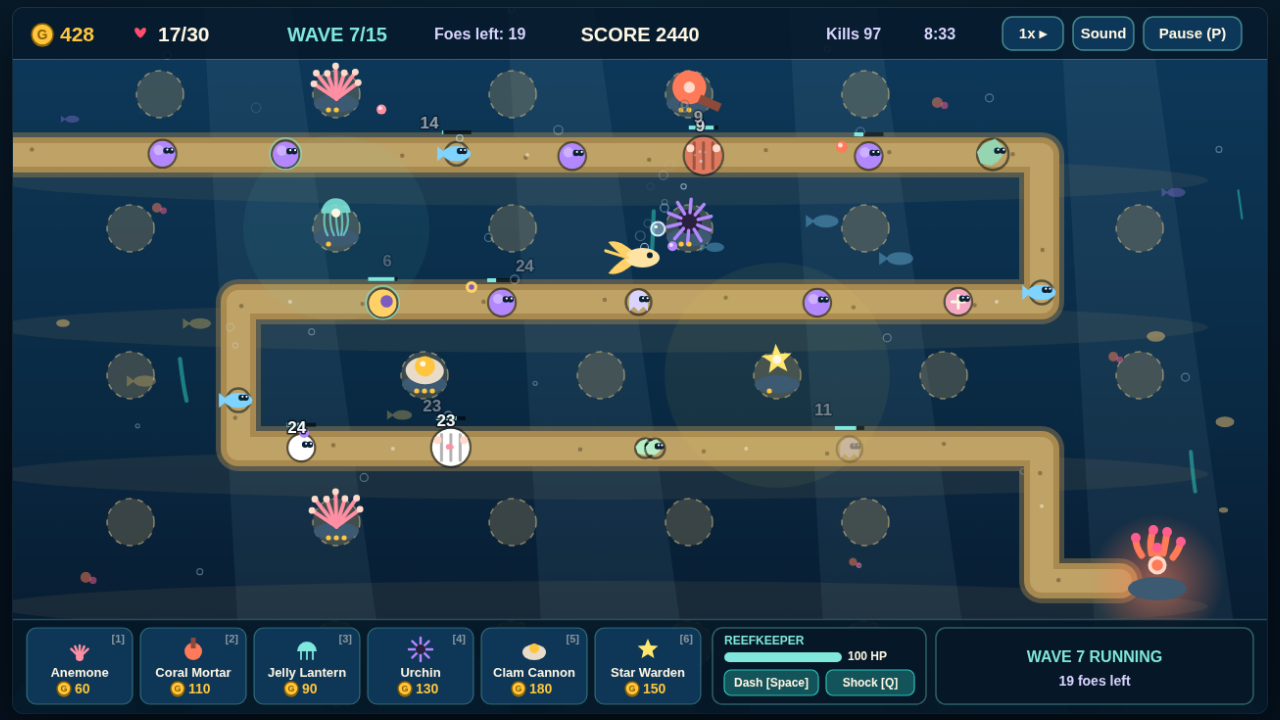 G 428 17/30 WAVE 7/15 Foes left: 19 SCORE 2440 Kills 97 8:33 1x ▸ Sound Pause (P)
14
9
9
6
24
23
24
23
11
[1] [2] [3] [4] [5] [6]
Anemone Coral Mortar Jelly Lantern Urchin Clam Cannon Star Warden
G 60 G 110 G 90 G 130 G 180 G 150
REEFKEEPER
100 HP
Dash [Space] Shock [Q]
WAVE 7 RUNNING
19 foes left